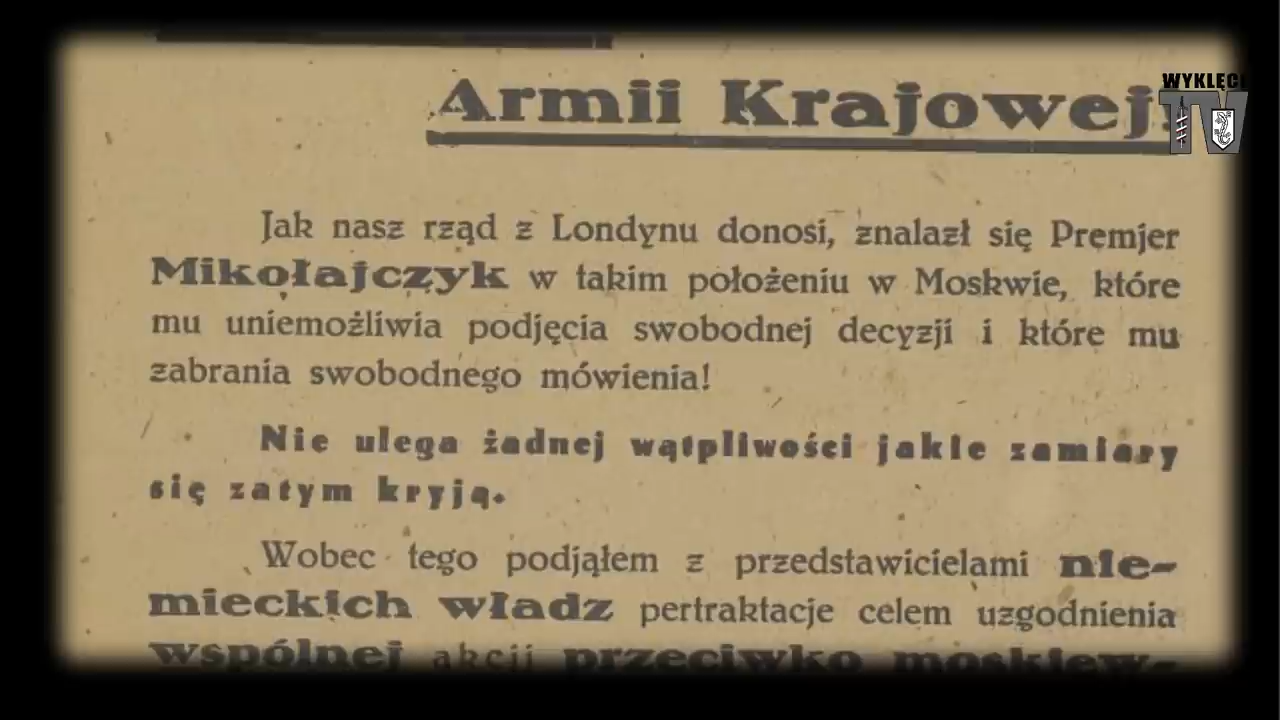 WYKLĘCI
TV
Armii Krajowej!
Jak nasz rząd z Londynu donosi, znalazł się Premjer
Mikołajczyk w takim położeniu w Moskwie, które
mu uniemożliwia podjęcia swobodnej decyzji i które mu
zabrania swobodnego mówienia!
Nie ulega żadnej wątpliwości jakie zamiary
się zatym kryją.
Wobec tego podjąłem z przedstawicielami nie-
mieckich władz pertraktacje celem uzgodnienia
wspólnej akcji przeciwko moskiew-